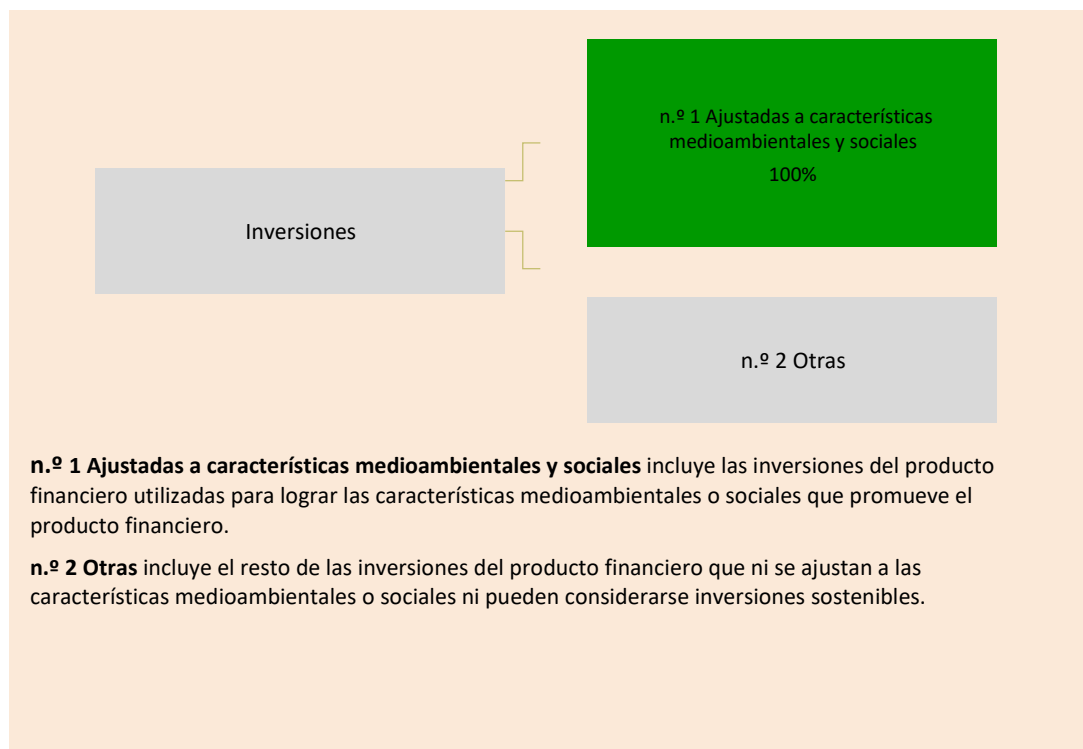 n.º 1 Ajustadas a características
medioambientales y sociales
100%
Inversiones
n.º 2 Otras
n.º 1 Ajustadas a características medioambientales y sociales incluye las inversiones del producto
financiero utilizadas para lograr las características medioambientales o sociales que promueve el
producto financiero.
n.º 2 Otras incluye el resto de las inversiones del producto financiero que ni se ajustan a las
características medioambientales o sociales ni pueden considerarse inversiones sostenibles.